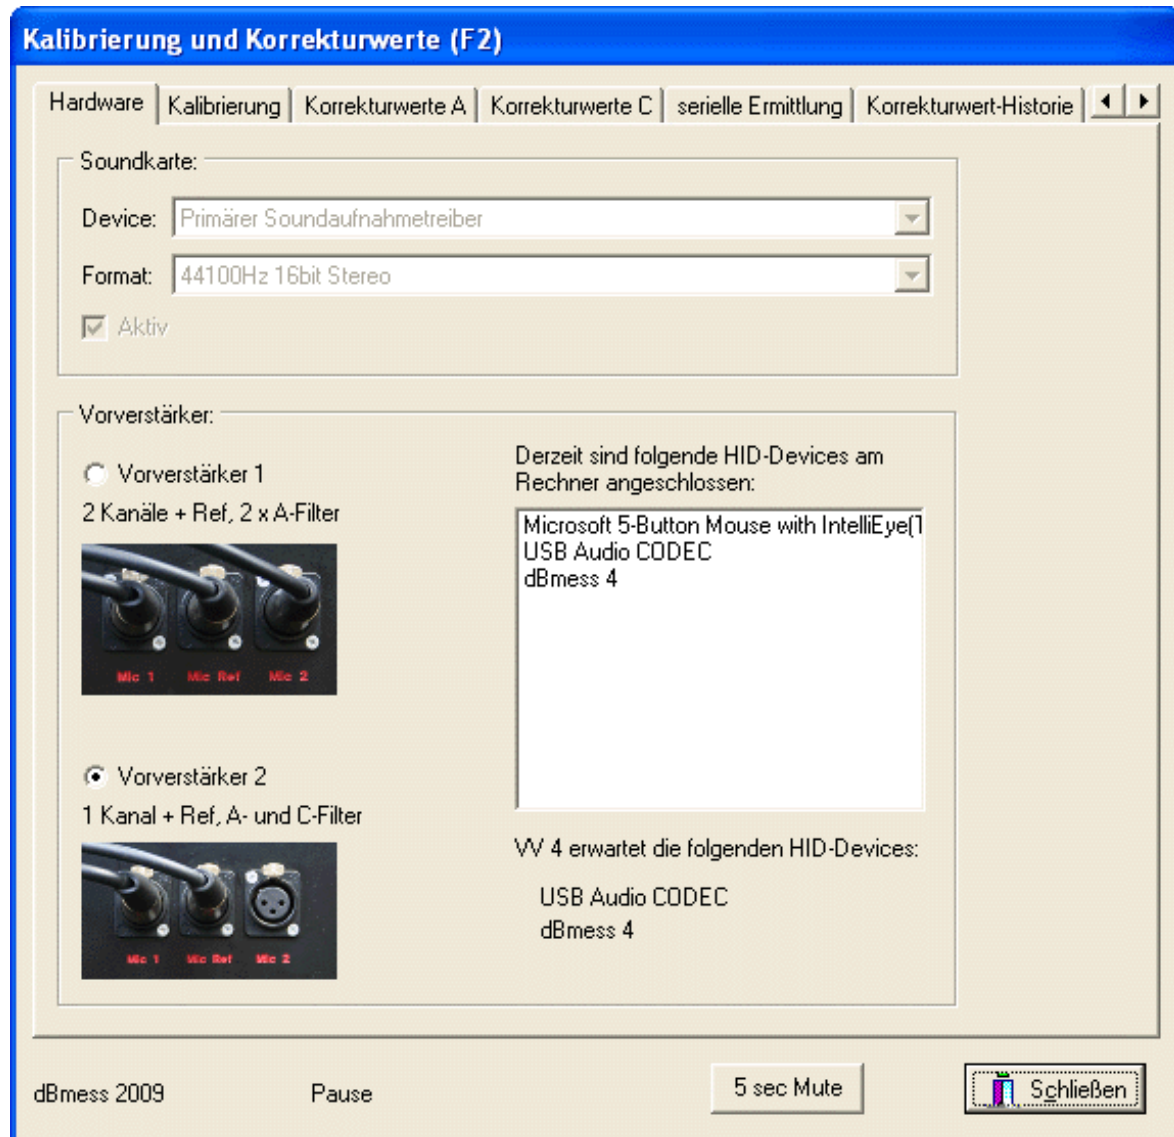 Kalibrierung und Korrekturwerte (F2)
Hardware Kalibrierung Korrekturwerte A Korrekturwerte C serielle Ermittlung Korrekturwert-Historie
Soundkarte:
Device: Primärer Soundaufnahmetreiber
Format: 44100Hz 16bit Stereo
Aktiv
Vorverstärker:
Vorverstärker 1
2 Kanäle + Ref, 2 x A-Filter
Mic 1 Mic Ref Mic 2
Vorverstärker 2
1 Kanal + Ref, A- und C-Filter
Mic 1 Mic Ref Mic 2
Derzeit sind folgende HID-Devices am
Rechner angeschlossen:
Microsoft 5-Button Mouse with IntelliEye(T
USB Audio CODEC
dBmess 4
VV 4 erwartet die folgenden HID-Devices:
USB Audio CODEC
dBmess 4
dBmess 2009 Pause 5 sec Mute Schließen